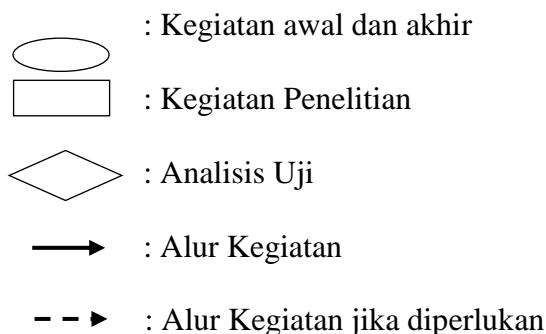 : Kegiatan awal dan akhir
: Kegiatan Penelitian
: Analisis Uji
: Alur Kegiatan
: Alur Kegiatan jika diperlukan